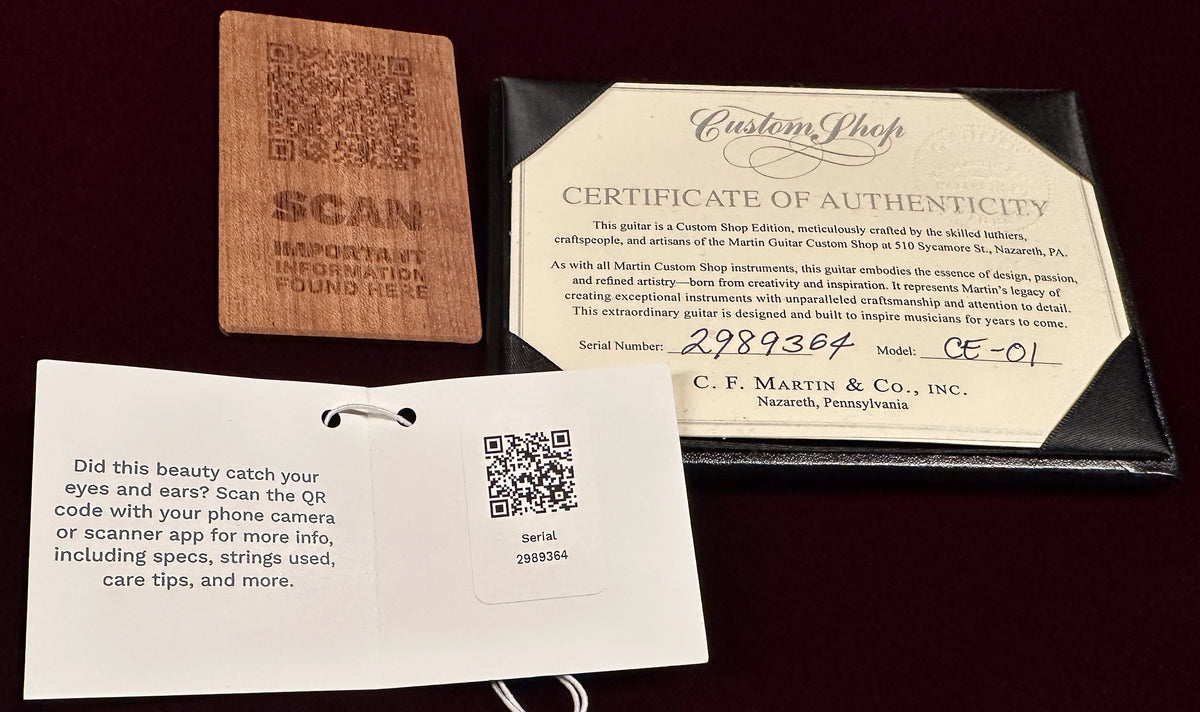 SCAN
IMPORTANT
INFORMATION
FOUND HERE
Custom Shop
CERTIFICATE OF AUTHENTICITY
This guitar is a Custom Shop Edition, meticulously crafted by the skilled luthiers,
craftspeople, and artisans of the Martin Guitar Custom Shop at 510 Sycamore St., Nazareth, PA.
As with all Martin Custom Shop instruments, this guitar embodies the essence of design, passion,
and refined artistry—born from creativity and inspiration. It represents Martin's legacy of
creating exceptional instruments with unparalleled craftsmanship and attention to detail.
This extraordinary guitar is designed and built to inspire musicians for years to come.
Serial Number: 2989364 Model: CE-01
C. F. MARTIN & CO., INC.
Nazareth, Pennsylvania
Did this beauty catch your
eyes and ears? Scan the QR
code with your phone camera
or scanner app for more info,
including specs, strings used,
care tips, and more.
Serial
2989364